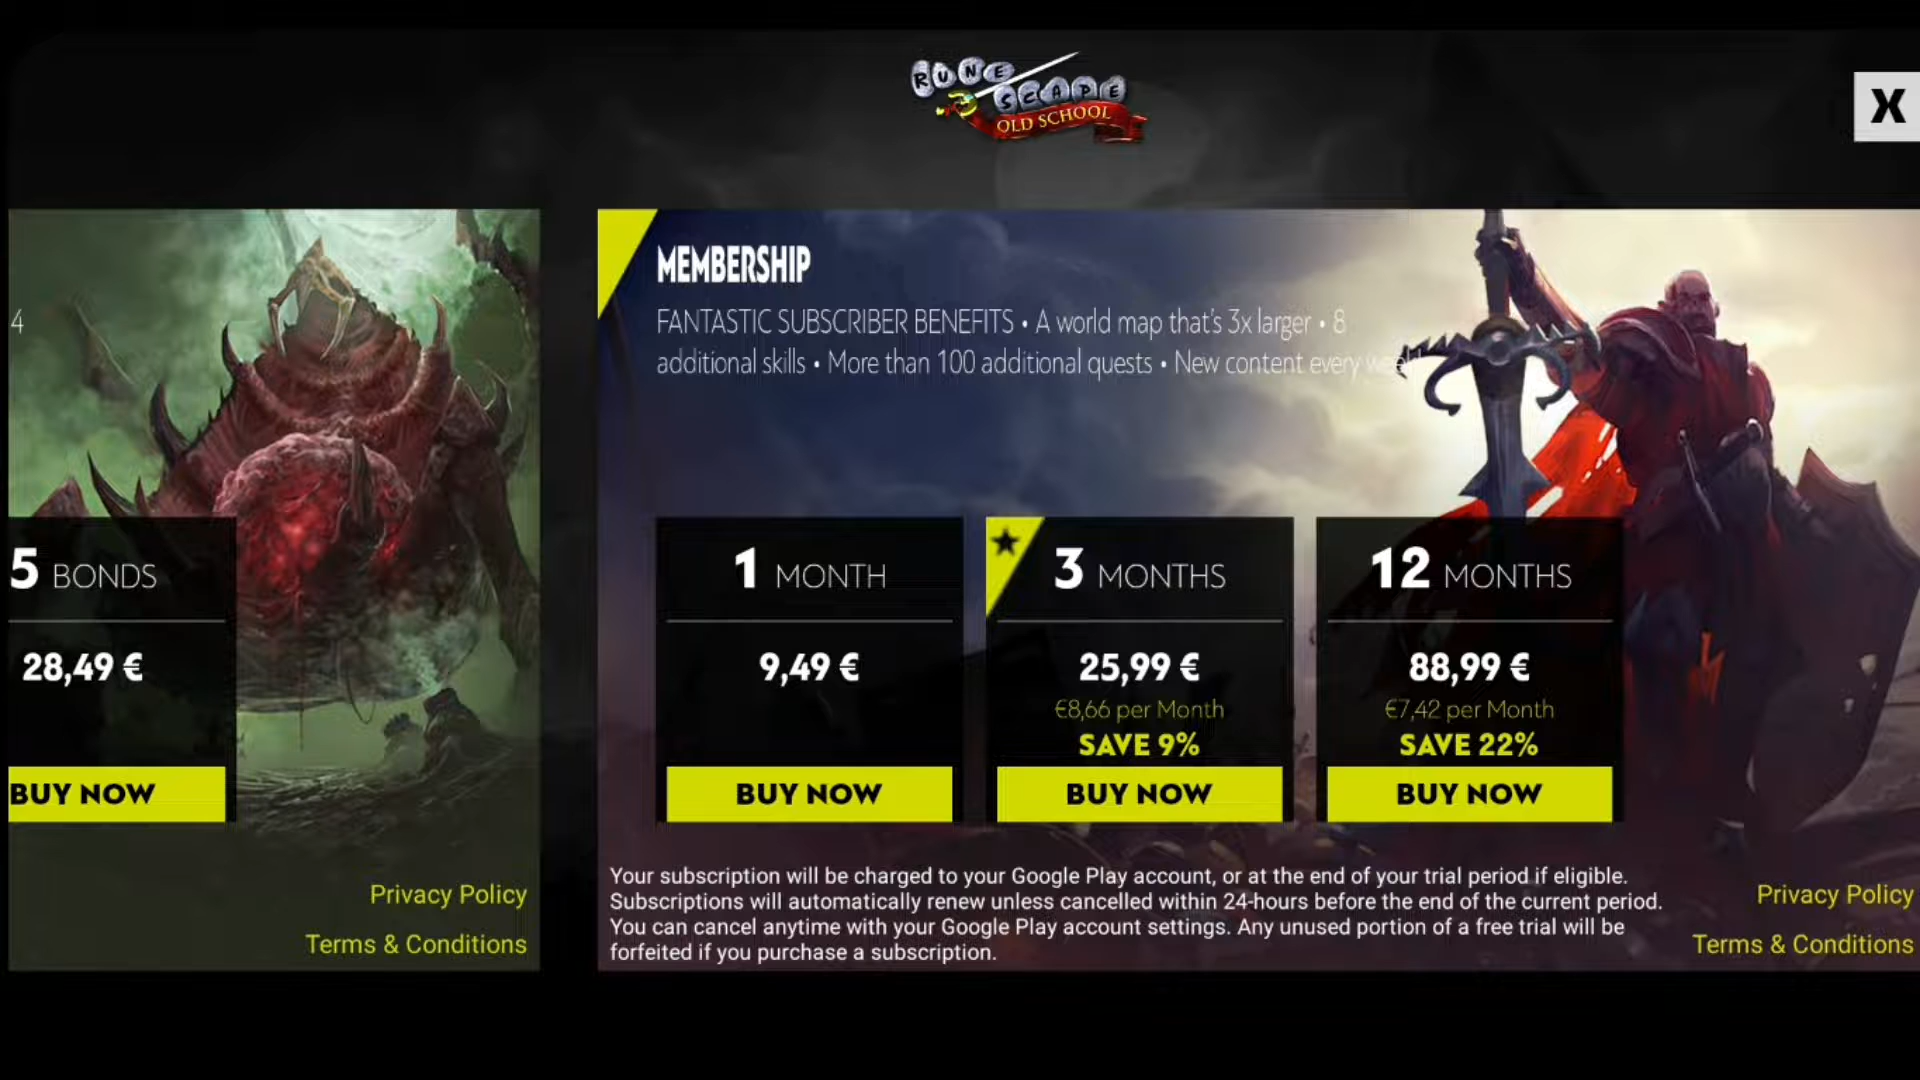 RUNE
SCAPE
OLD SCHOOL
X
4
5 BONDS
28,49 €
BUY NOW
Privacy Policy
Terms & Conditions
MEMBERSHIP
FANTASTIC SUBSCRIBER BENEFITS • A world map that's 3x larger • 8
additional skills • More than 100 additional quests • New content every week!
1 MONTH
9,49 €
BUY NOW
3 MONTHS
25,99 €
€8,66 per Month
SAVE 9%
BUY NOW
12 MONTHS
88,99 €
€7,42 per Month
SAVE 22%
BUY NOW
Your subscription will be charged to your Google Play account, or at the end of your trial period if eligible.
Subscriptions will automatically renew unless cancelled within 24-hours before the end of the current period.
You can cancel anytime with your Google Play account settings. Any unused portion of a free trial will be
forfeited if you purchase a subscription.
Privacy Policy
Terms & Conditions